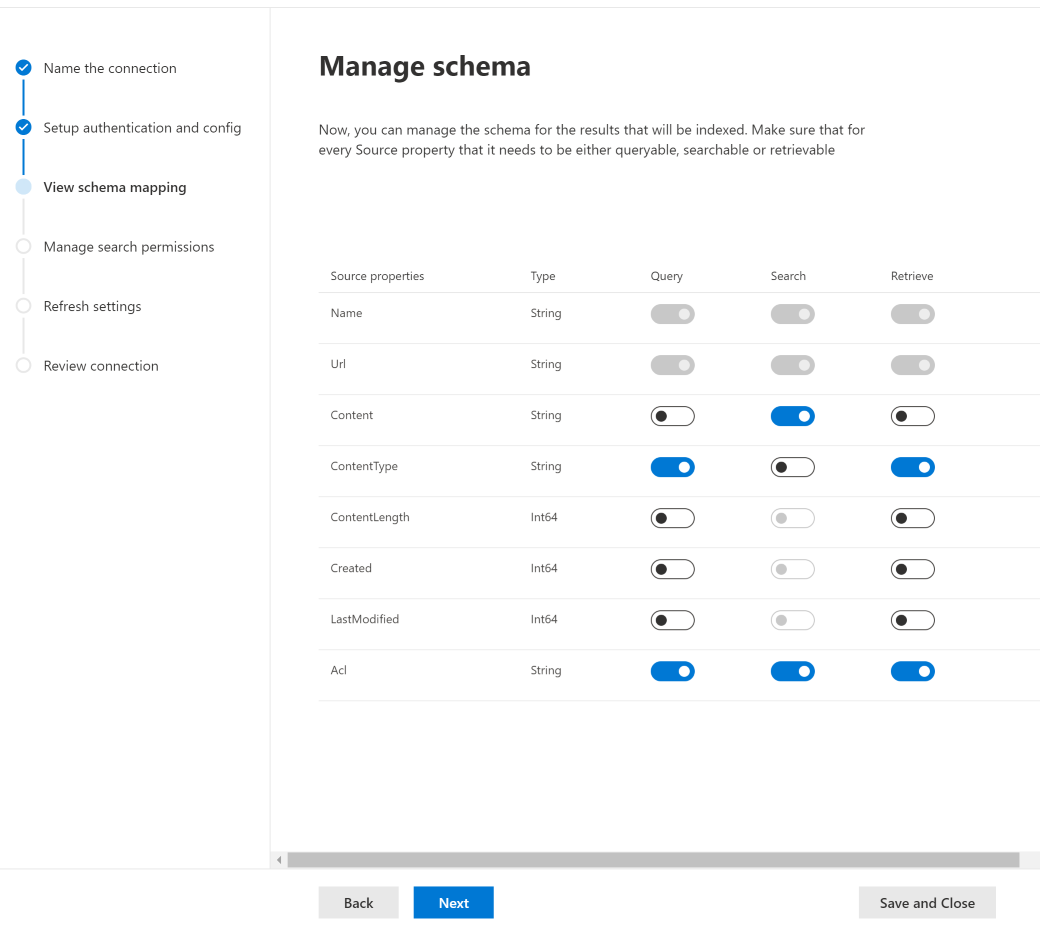 Name the connection
Setup authentication and config
View schema mapping
Manage search permissions
Refresh settings
Review connection
Manage schema
Now, you can manage the schema for the results that will be indexed. Make sure that for
every Source property that it needs to be either queryable, searchable or retrievable
Source properties Type Query Search Retrieve
Name String
Url String
Content String
ContentType String
ContentLength Int64
Created Int64
LastModified Int64
Acl String
Back Next Save and Close